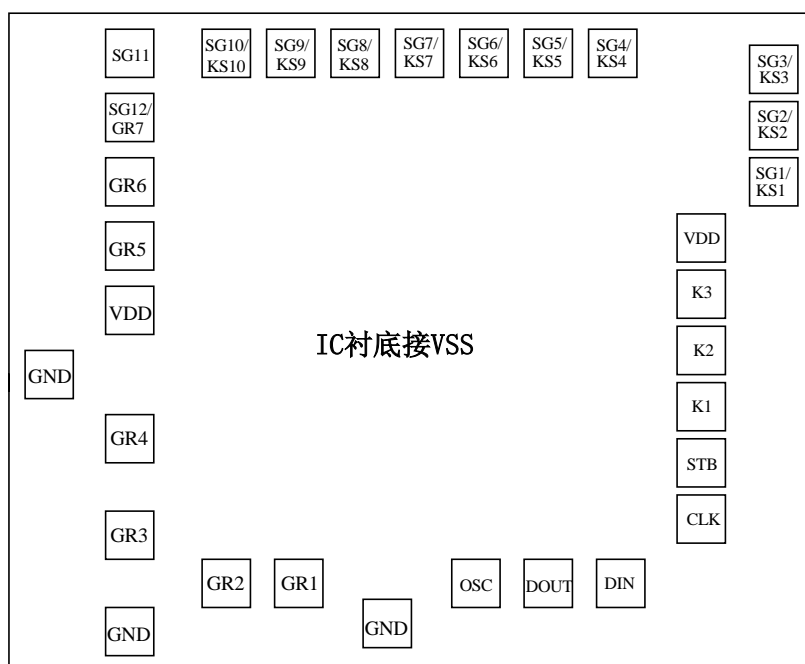 SG11
SG10/
KS10
SG9/
KS9
SG8/
KS8
SG7/
KS7
SG6/
KS6
SG5/
KS5
SG4/
KS4
SG3/
KS3
SG12/
GR7
SG2/
KS2
GR6
SG1/
KS1
GR5
VDD
VDD
K3
IC衬底接VSS
K2
GND
K1
GR4
STB
GR3
CLK
GR2
GR1
OSC
DOUT
DIN
GND
GND